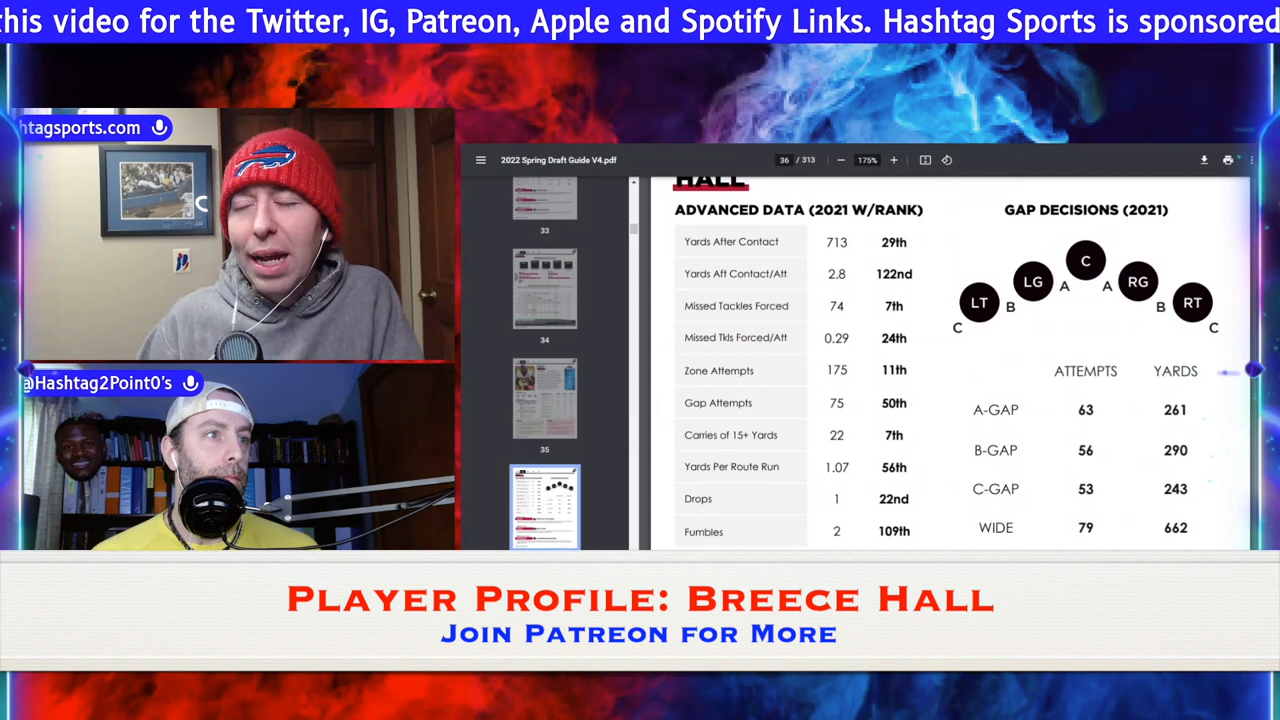 this video for the Twitter, IG, Patreon, Apple and Spotify Links. Hashtag Sports is sponsored
htagsports.com
C
@Hashtag2Point0's
2022 Spring Draft Guide V4.pdf
36 / 313
175%
33
34
35
HALL
ADVANCED DATA (2021 W/RANK)
Yards After Contact 713 29th
Yards Aft Contact/Att 2.8 122nd
Missed Tackles Forced 74 7th
Missed Tkls Forced/Att 0.29 24th
Zone Attempts 175 11th
Gap Attempts 75 50th
Carries of 15+ Yards 22 7th
Yards Per Route Run 1.07 56th
Drops 1 22nd
Fumbles 2 109th
GAP DECISIONS (2021)
C
LG A A RG
LT B B RT
C C
ATTEMPTS YARDS
A-GAP 63 261
B-GAP 56 290
C-GAP 53 243
WIDE 79 662
Player Profile: Breece Hall
Join Patreon for More